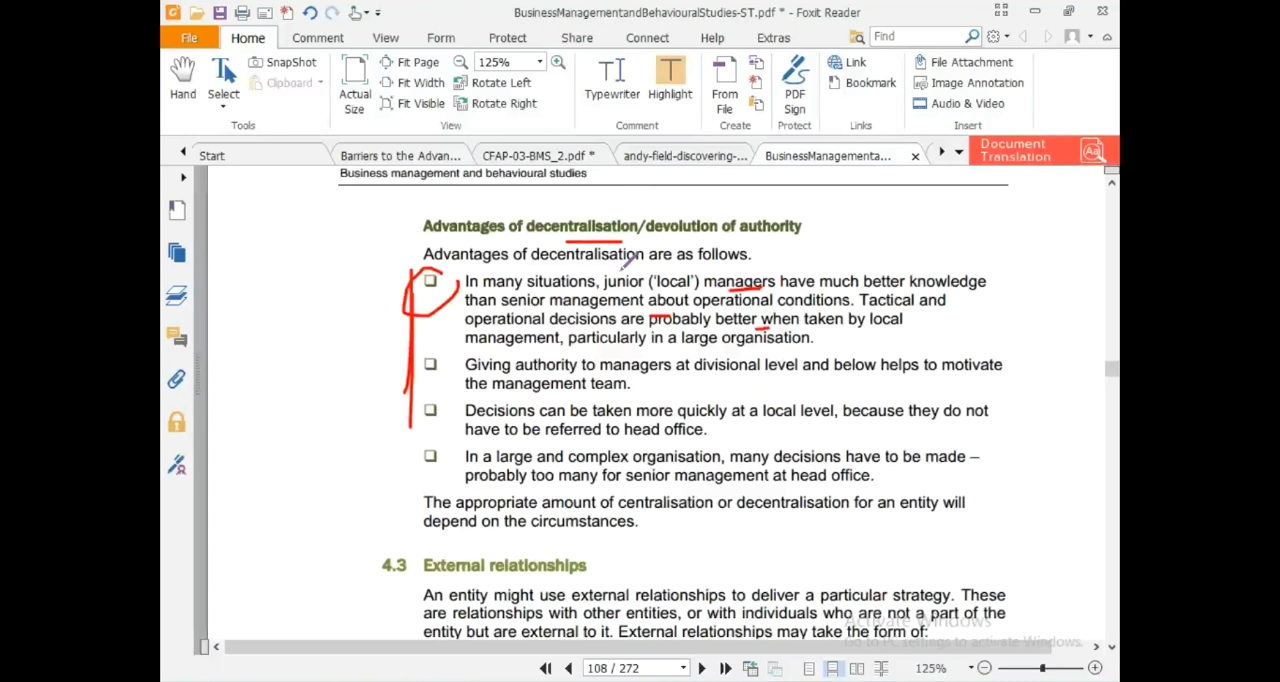 BusinessManagementandBehaviouralStudies-ST.pdf * - Foxit Reader
File Home Comment View Form Protect Share Connect Help Extras Find
Hand
Select
SnapShot
Clipboard
Tools
Actual Size
Fit Page
Fit Width
Fit Visible
125%
Rotate Left
Rotate Right
View
Typewriter
Highlight
Comment
From File
Create
PDF Sign
Protect
Link
Bookmark
Links
File Attachment
Image Annotation
Audio & Video
Insert
Start Barriers to the Advan... CFAP-03-BMS_2.pdf * andy-field-discovering-... BusinessManagementa...
Document Translation
Business management and behavioural studies
Advantages of decentralisation/devolution of authority
Advantages of decentralisation are as follows.
In many situations, junior (‘local’) managers have much better knowledge
than senior management about operational conditions. Tactical and
operational decisions are probably better when taken by local
management, particularly in a large organisation.
Giving authority to managers at divisional level and below helps to motivate
the management team.
Decisions can be taken more quickly at a local level, because they do not
have to be referred to head office.
In a large and complex organisation, many decisions have to be made –
probably too many for senior management at head office.
The appropriate amount of centralisation or decentralisation for an entity will
depend on the circumstances.
4.3 External relationships
An entity might use external relationships to deliver a particular strategy. These
are relationships with other entities, or with individuals who are not a part of the
entity but are external to it. External relationships may take the form of:
Activate Windows
Go to PC settings to activate Windows.
108 / 272
125%